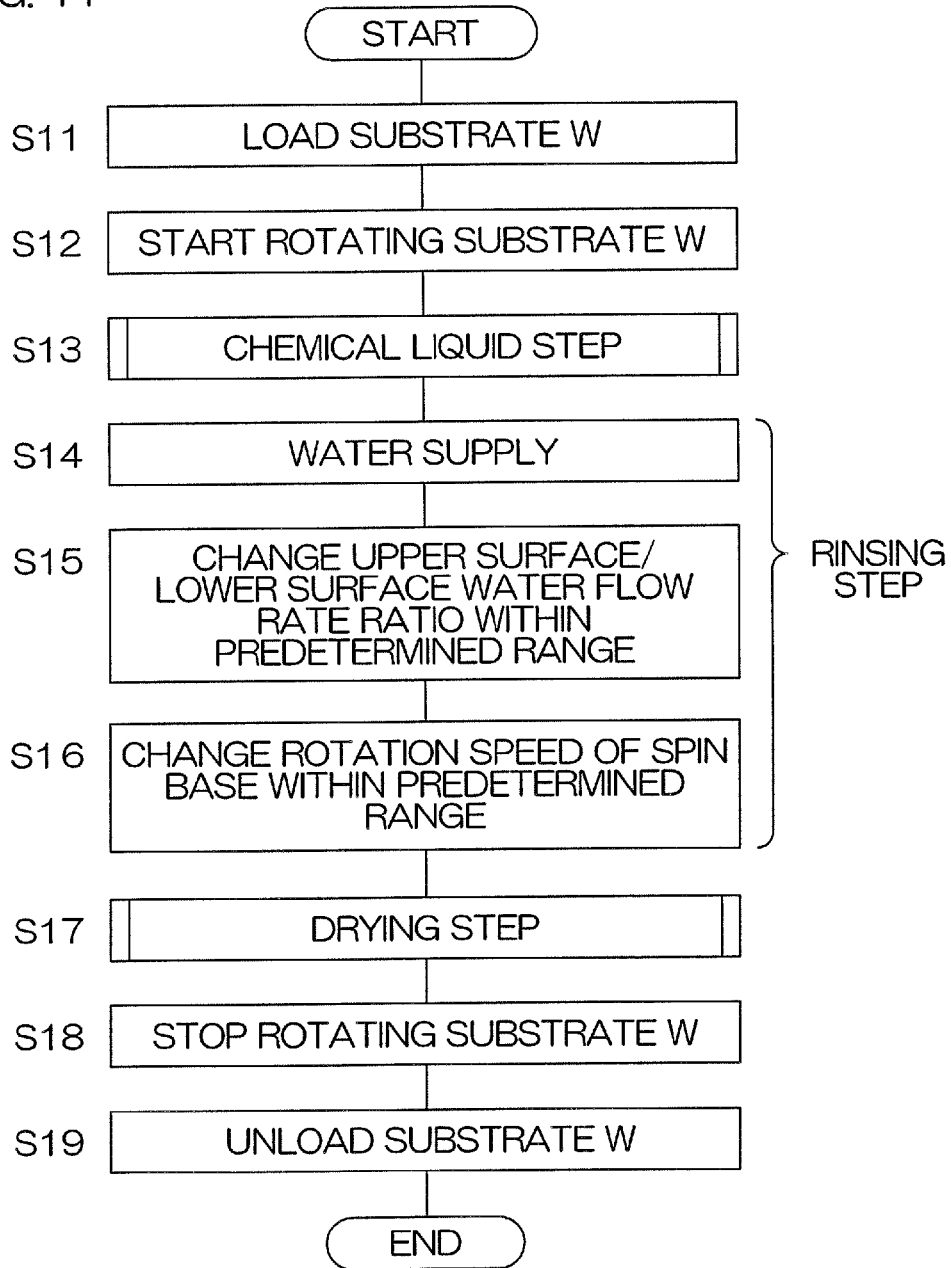 START
S11 LOAD SUBSTRATE W
S12 START ROTATING SUBSTRATE W
S13 CHEMICAL LIQUID STEP
S14 WATER SUPPLY
S15 CHANGE UPPER SURFACE/
LOWER SURFACE WATER FLOW
RATE RATIO WITHIN
PREDETERMINED RANGE
RINSING
STEP
S16 CHANGE ROTATION SPEED OF SPIN
BASE WITHIN PREDETERMINED
RANGE
S17 DRYING STEP
S18 STOP ROTATING SUBSTRATE W
S19 UNLOAD SUBSTRATE W
END